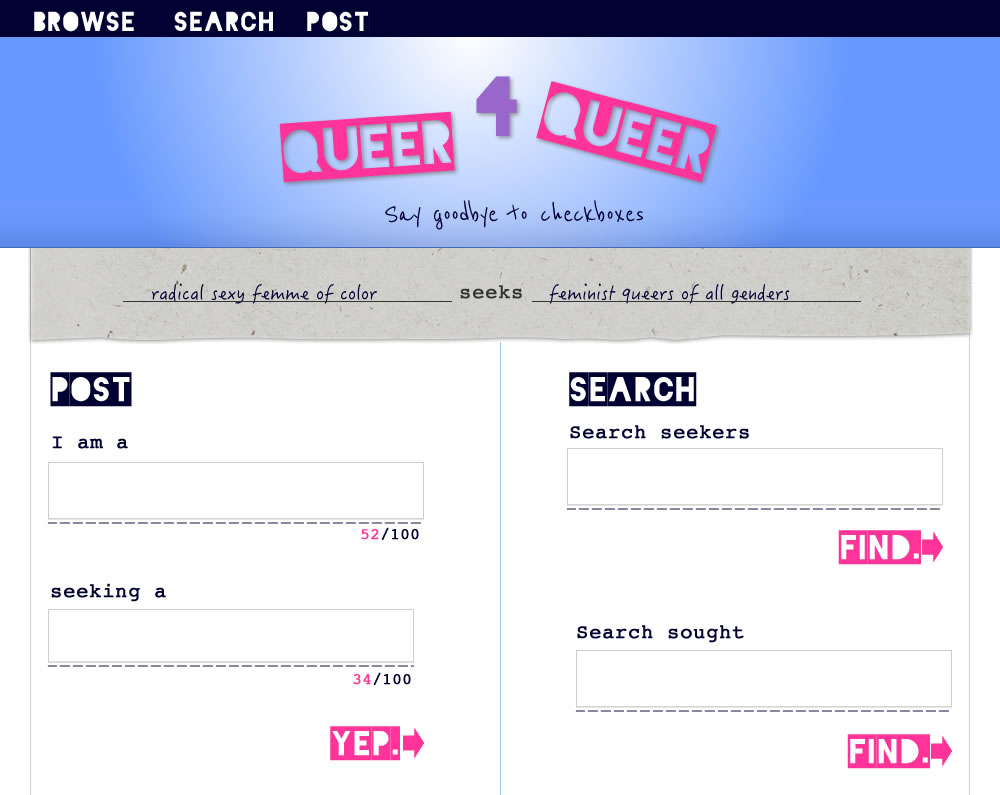 BROWSE SEARCH POST
QUEER 4 QUEER
Say goodbye to checkboxes
radical sexy femme of color seeks feminist queers of all genders
POST
I am a
52/100
seeking a
34/100
YEP.
SEARCH
Search seekers
FIND.
Search sought
FIND.